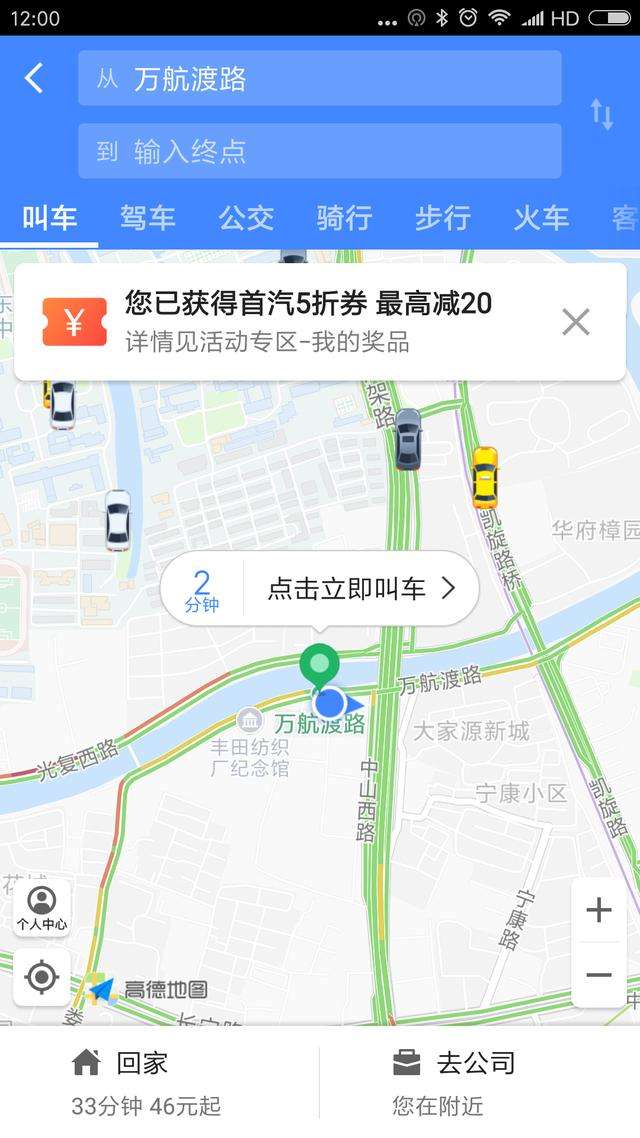 12:00
HD
从 万航渡路
到 输入终点
叫车 驾车 公交 骑行 步行 火车 客
¥
您已获得首汽5折券 最高减20
详情见活动专区-我的奖品
架路
凯旋路桥
华府樟园
2
分钟
点击立即叫车
万航渡路
万航渡路
丰田纺织
厂纪念馆
大家源新城
光复西路
中山西路
宁康小区
凯旋路
宁康路
个人中心
高德地图
娄
长宁路
回家
去公司
33分钟 46元起
您在附近